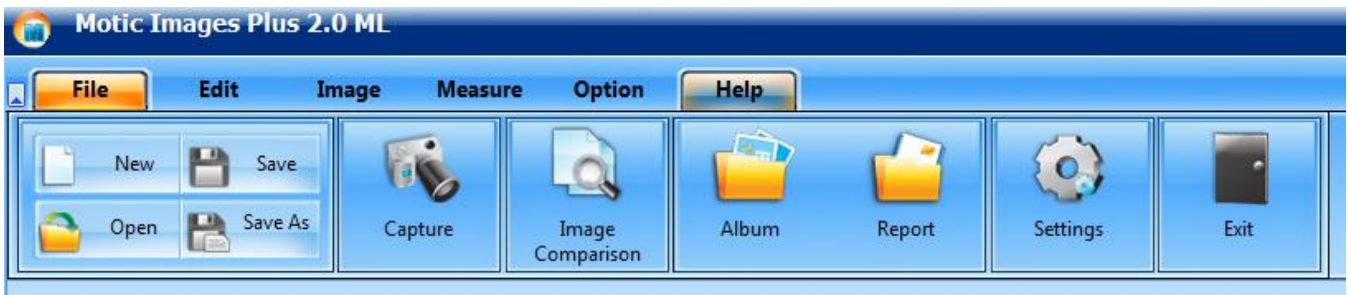 Motic Images Plus 2.0 ML
File Edit Image Measure Option Help
New Save
Open Save As
Capture
Image
Comparison
Album
Report
Settings
Exit